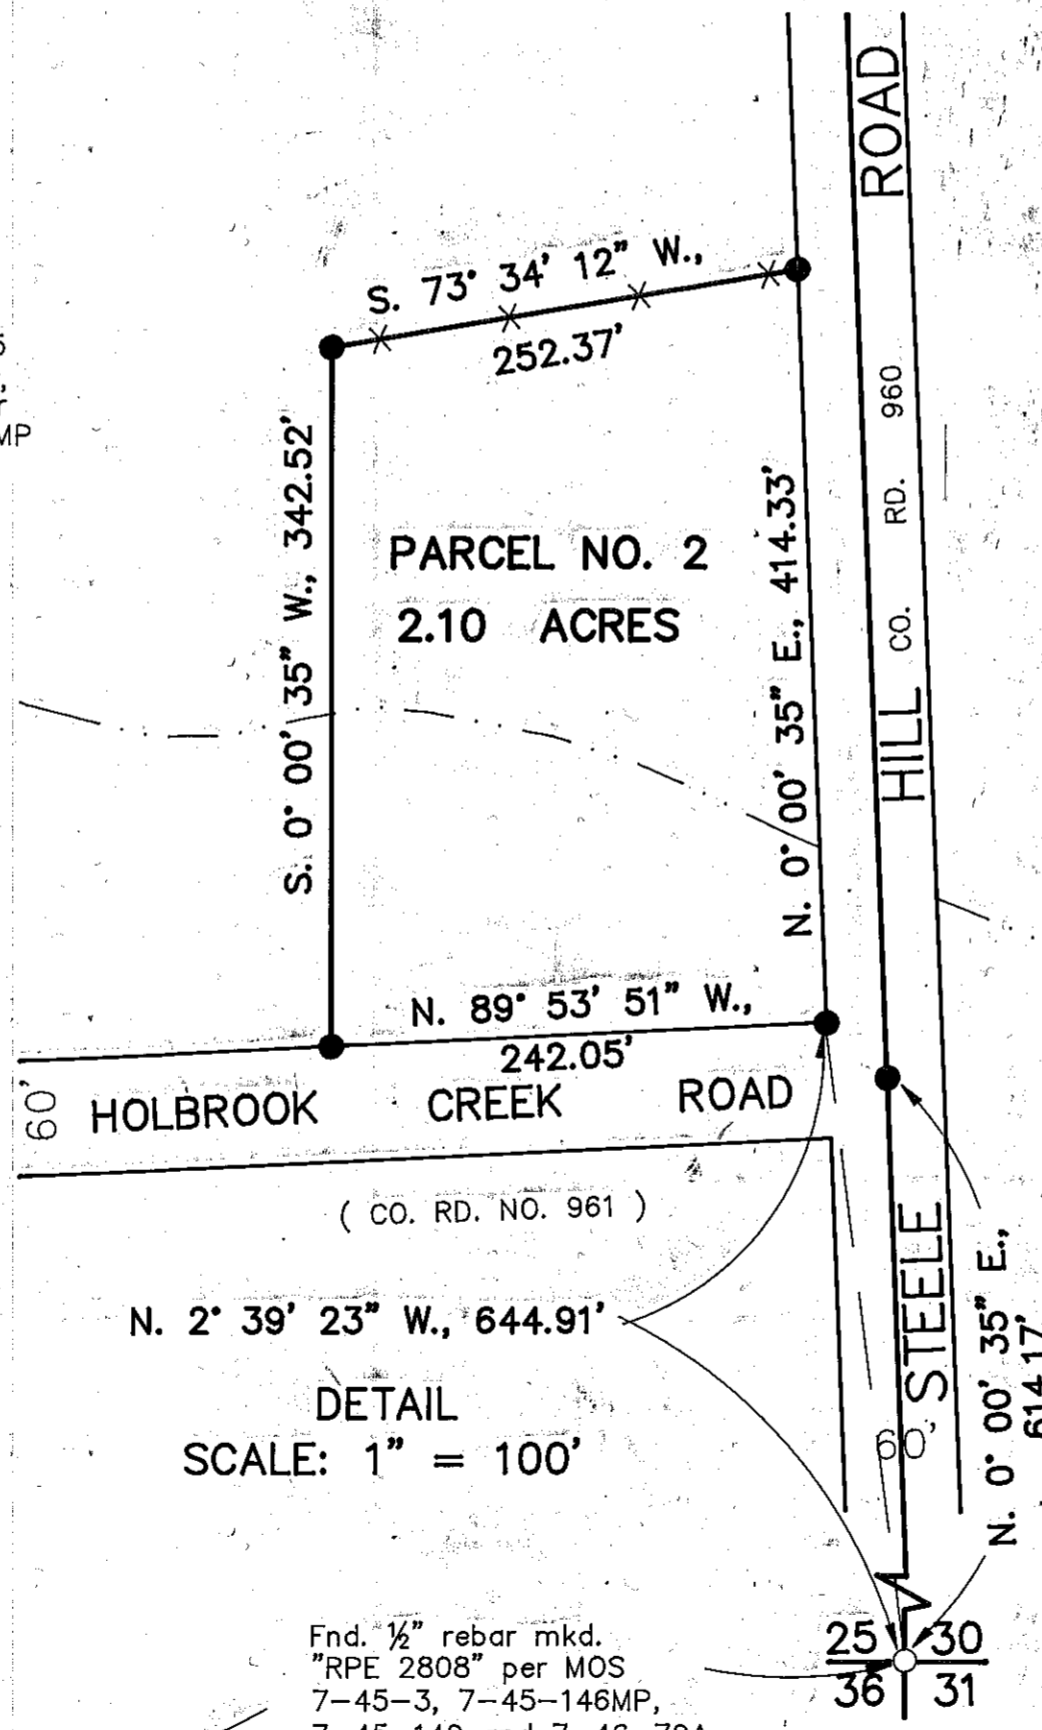 ROAD
S. 73° 34' 12" W.,
252.37'
MP
S. 0° 00' 35" W., 342.52'
PARCEL NO. 2
2.10 ACRES
N. 0° 00' 35" E., 414.33'
HILL CO. RD. 960
N. 89° 53' 51" W.,
242.05'
60'
HOLBROOK CREEK ROAD
( CO. RD. NO. 961 )
N. 2° 39' 23" W., 644.91'
DETAIL
SCALE: 1" = 100'
STEELE
60'
N. 0° 00' 35" E.,
614.17'
25 30
36 31
Fnd. ½" rebar mkd.
"RPE 2808" per MOS
7-45-3, 7-45-146MP,